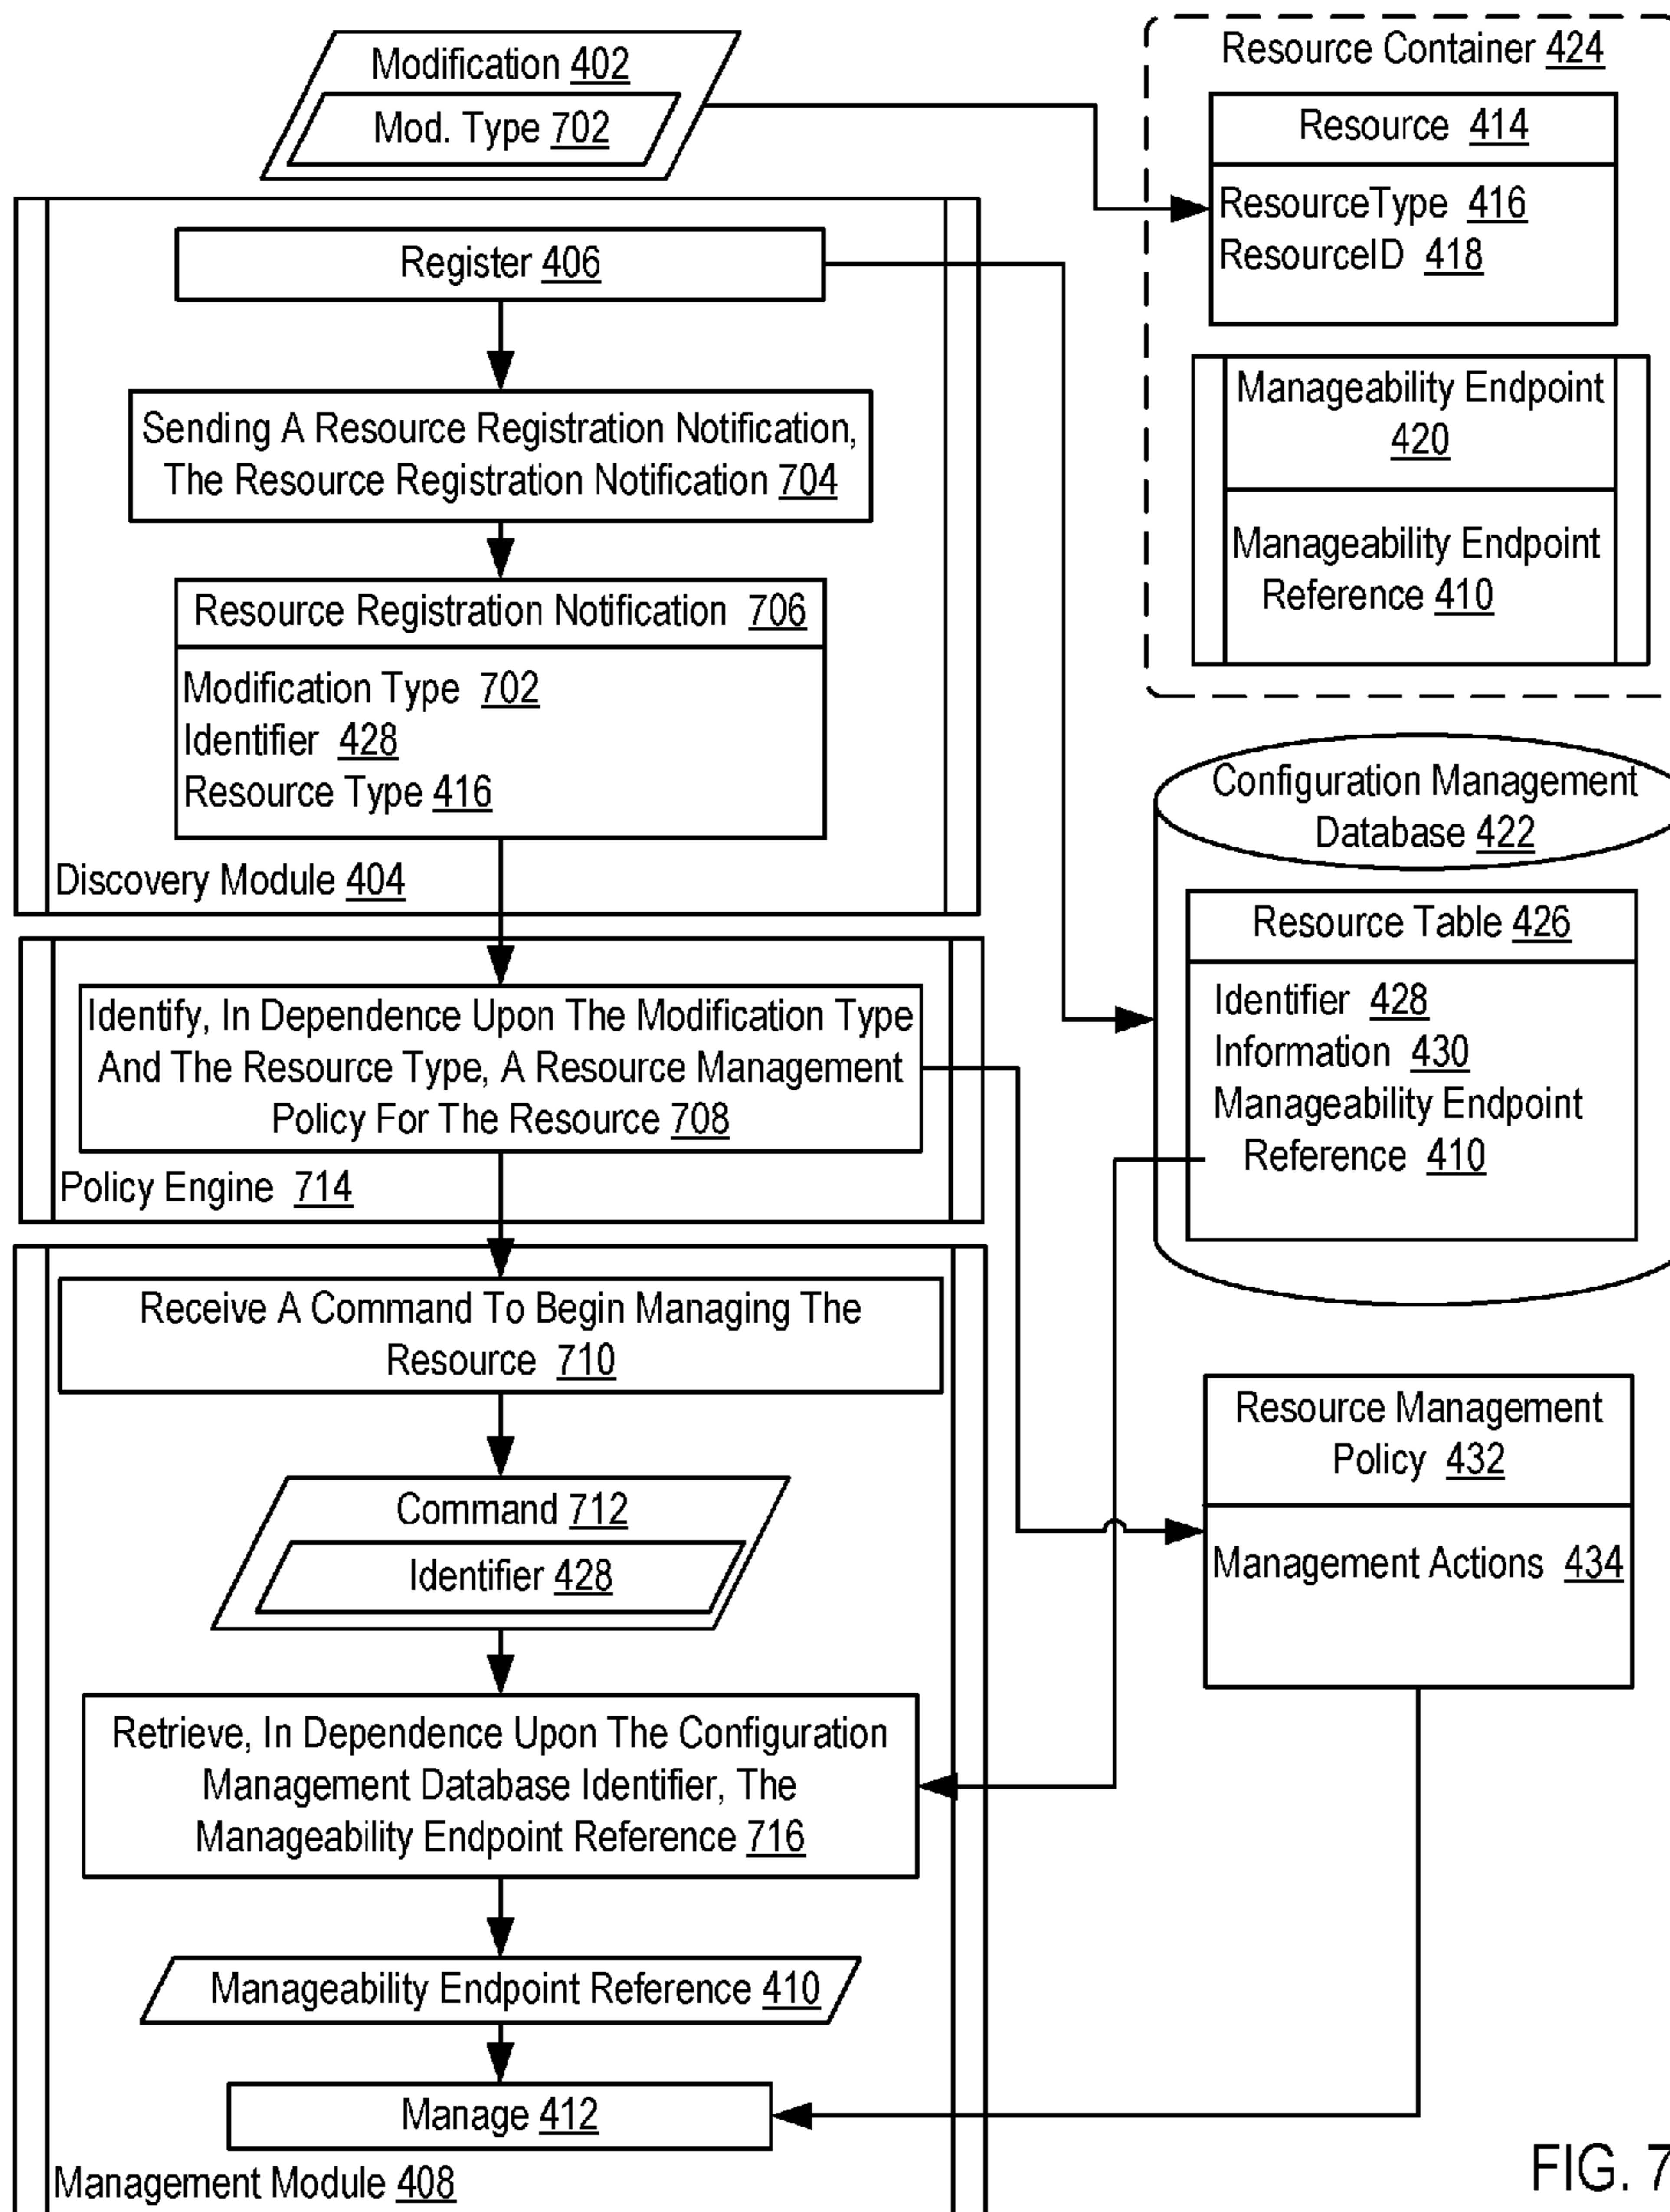 Modification 402
Mod. Type 702
Register 406
Sending A Resource Registration Notification,
The Resource Registration Notification 704
Resource Registration Notification 706
Modification Type 702
Identifier 428
Resource Type 416
Discovery Module 404
Identify, In Dependence Upon The Modification Type
And The Resource Type, A Resource Management
Policy For The Resource 708
Policy Engine 714
Receive A Command To Begin Managing The
Resource 710
Command 712
Identifier 428
Retrieve, In Dependence Upon The Configuration
Management Database Identifier, The
Manageability Endpoint Reference 716
Manageability Endpoint Reference 410
Manage 412
Management Module 408
Resource Container 424
Resource 414
ResourceType 416
ResourceID 418
Manageability Endpoint
420
Manageability Endpoint
Reference 410
Configuration Management
Database 422
Resource Table 426
Identifier 428
Information 430
Manageability Endpoint
Reference 410
Resource Management
Policy 432
Management Actions 434
FIG. 7